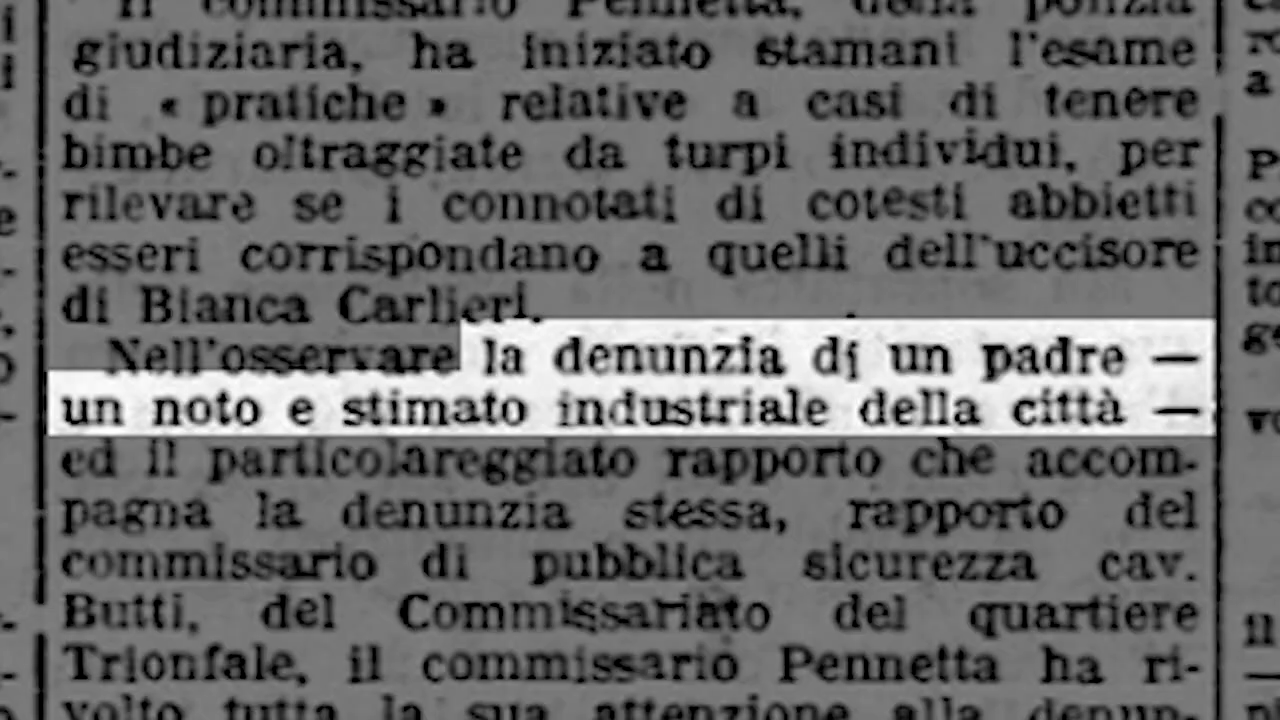 Il commissario Pennetta, della polizia
giudiziaria, ha iniziato stamani l'esame
di « pratiche » relative a casi di tenere
bimbe oltraggiate da turpi individui, per
rilevare se i connotati di cotesti abbietti
esseri corrispondano a quelli dell'uccisore
di Bianca Carlieri.
Nell'osservare la denunzia di un padre —
un noto e stimato industriale della città —
ed il particolareggiato rapporto che accom-
pagna la denunzia stessa, rapporto del
commissario di pubblica sicurezza cav.
Butti, del Commissariato del quartiere
Trionfale, il commissario Pennetta ha ri-
volto tutta la sua attenzione alla denun-